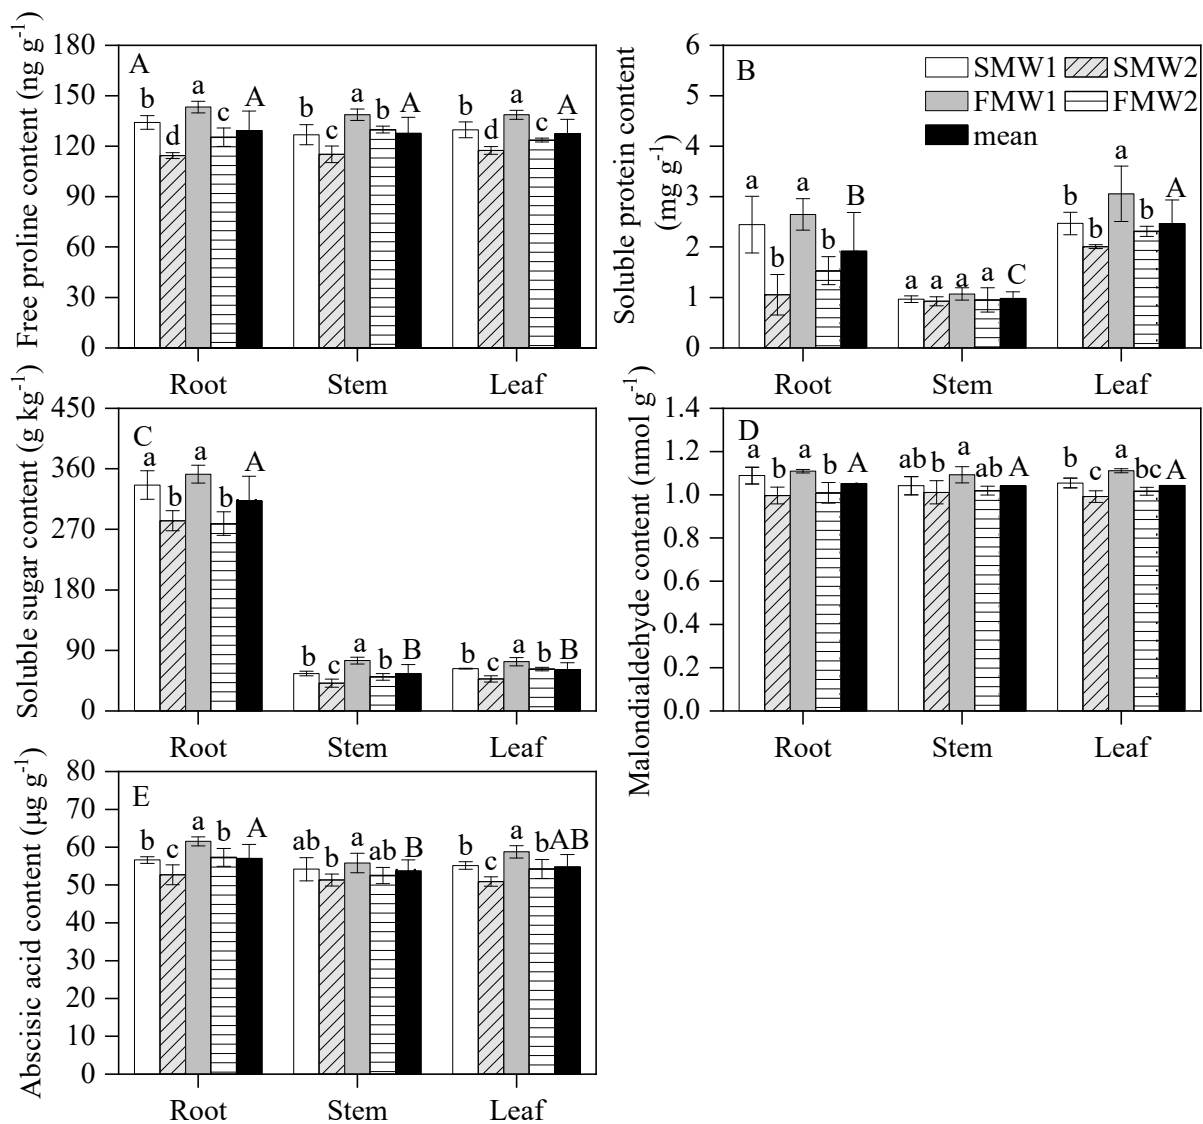 Free proline content (ng g-1)
180
150
120
90
60
30
0
A
b d a c A
b c a b A
b d a c A
Root Stem Leaf
Soluble protein content
(mg g-1)
6
5
4
3
2
1
0
B
SMW1 SMW2
FMW1 FMW2
mean
a b a b B
a a a a C
b b a b A
Root Stem Leaf
Soluble sugar content (g kg-1)
450
360
270
180
90
0
C
a b a b A
b c a b B
b c a b B
Root Stem Leaf
Malondialdehyde content (nmol g-1)
1.4
1.2
1.0
0.8
0.6
0.4
0.2
0.0
D
a b a b A
ab b a ab A
b c a bc A
Root Stem Leaf
Abscisic acid content (μg g-1)
80
70
60
50
40
30
20
10
0
E
b c a b A
ab b a ab B
b c a b AB
Root Stem Leaf